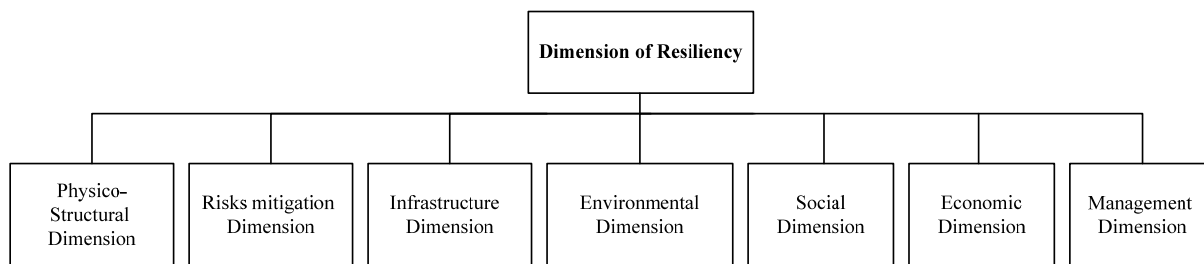 Dimension of Resiliency
Physico-
Structural
Dimension
Risks mitigation
Dimension
Infrastructure
Dimension
Environmental
Dimension
Social
Dimension
Economic
Dimension
Management
Dimension